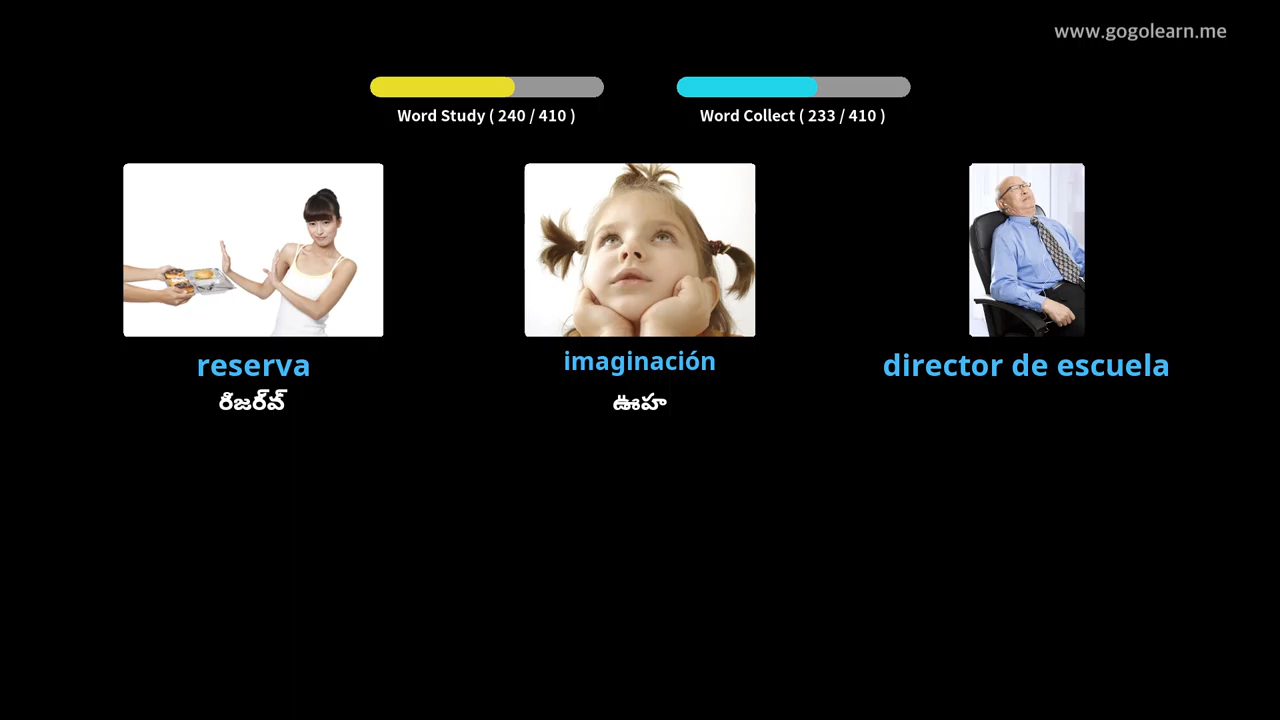 www.gogolearn.me
Word Study ( 240 / 410 )
Word Collect ( 233 / 410 )
reserva
imaginación
director de escuela
రిజర్వ్
ఊహ